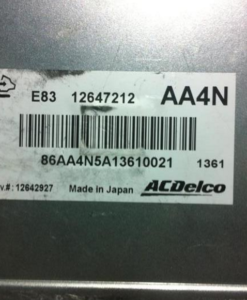 E83 12647212 AA4N
86AA4N5A13610021 1361
v.#: 12642927 Made in Japan ACDelco